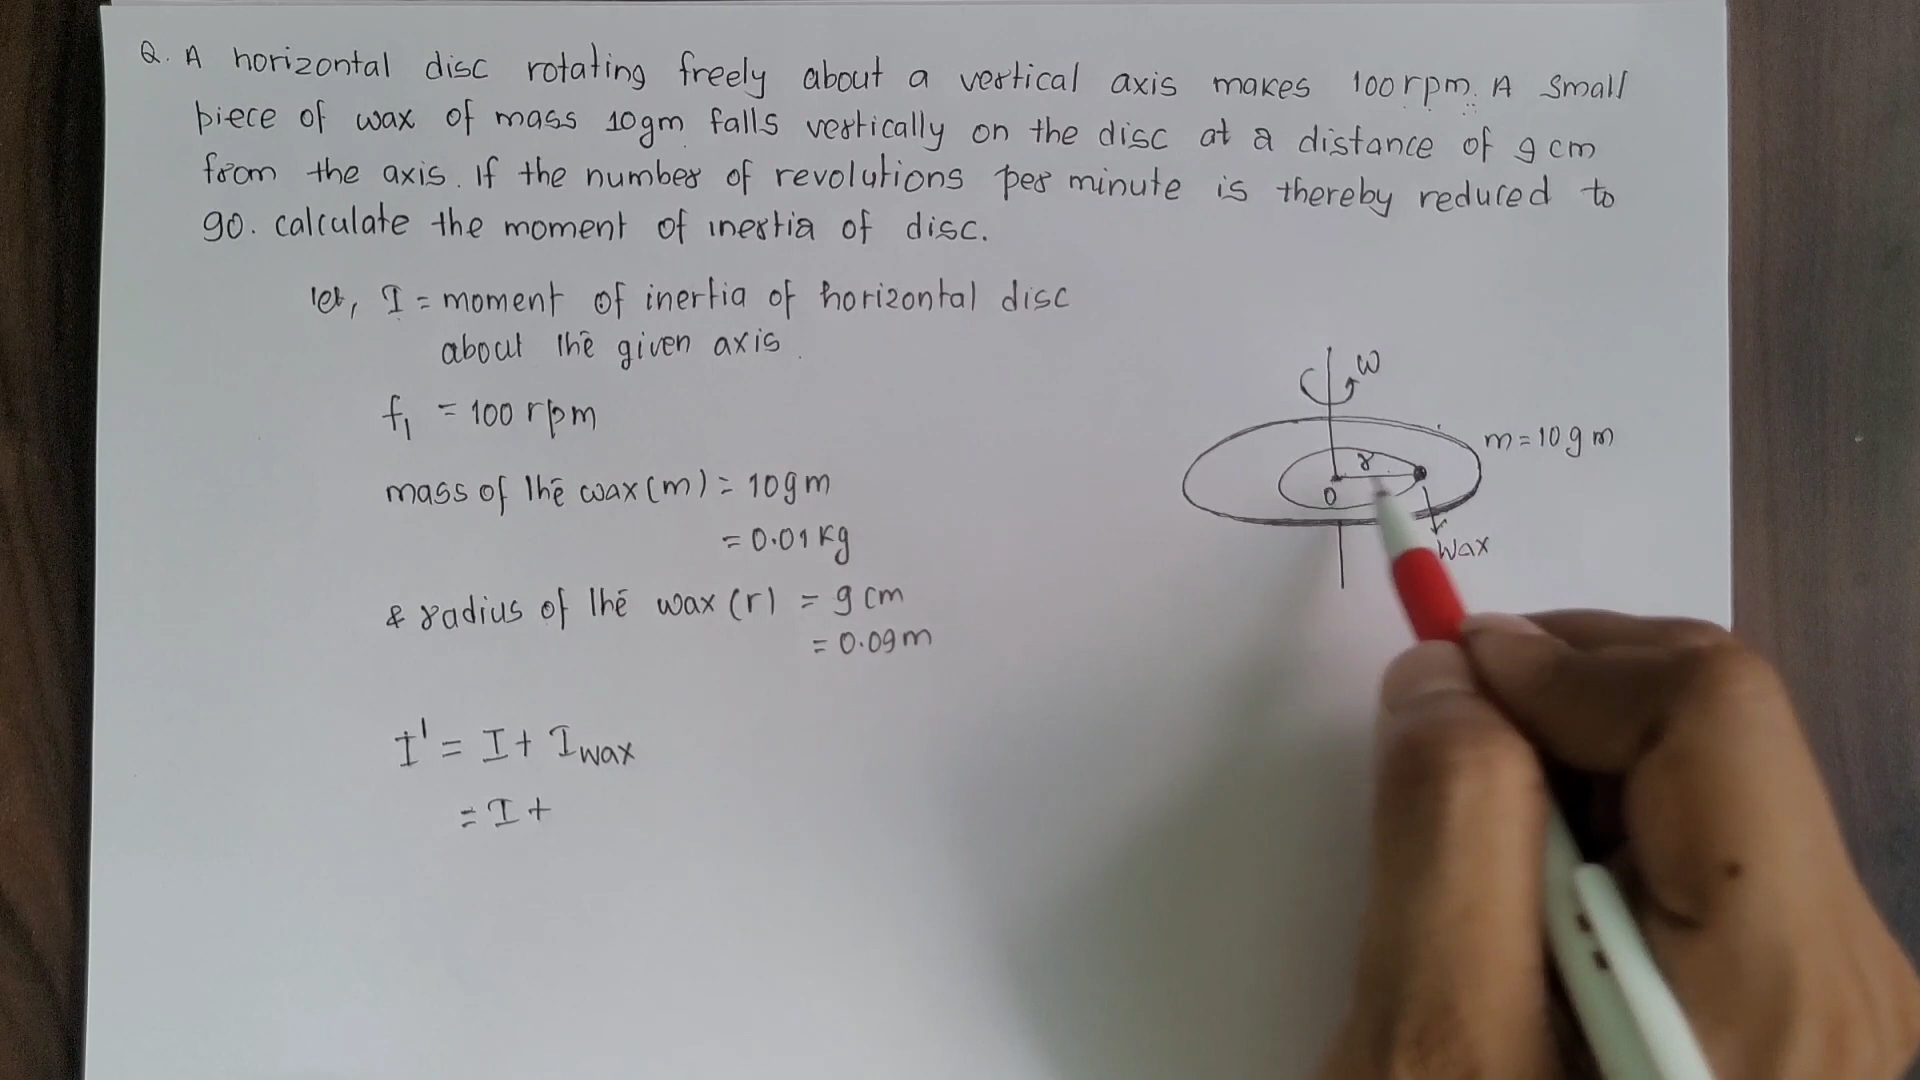 Q. A horizontal disc rotating freely about a vertical axis makes 100 rpm. A small
piece of wax of mass 10gm falls vertically on the disc at a distance of 9 cm
from the axis. If the number of revolutions per minute is thereby reduced to
90. calculate the moment of inertia of disc.
let, I = moment of inertia of horizontal disc
about the given axis.
f₁ = 100 rpm
mass of the wax (m) = 10gm
= 0.01 kg
& radius of the wax (r) = 9 cm
= 0.09m
I' = I + I wax
= I +
ω
m = 10gm
r
O
wax